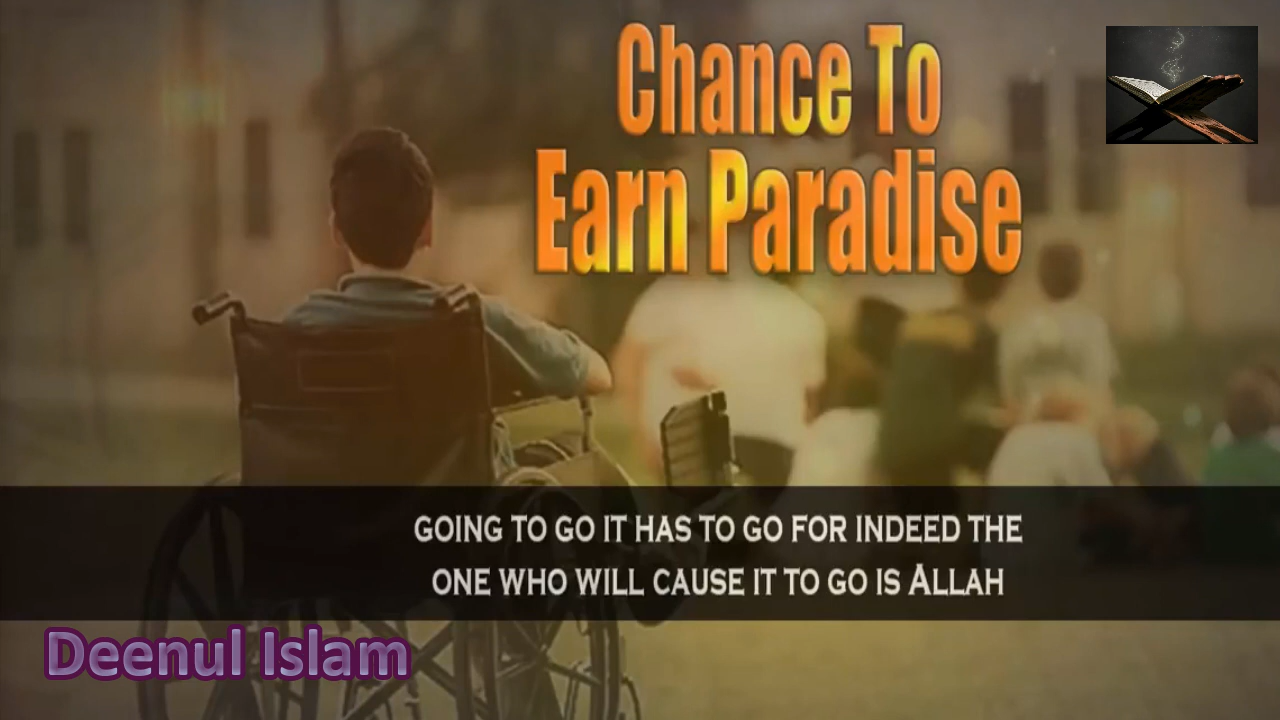 Chance To
Earn Paradise
GOING TO GO IT HAS TO GO FOR INDEED THE
ONE WHO WILL CAUSE IT TO GO IS ALLAH
Deenul Islam